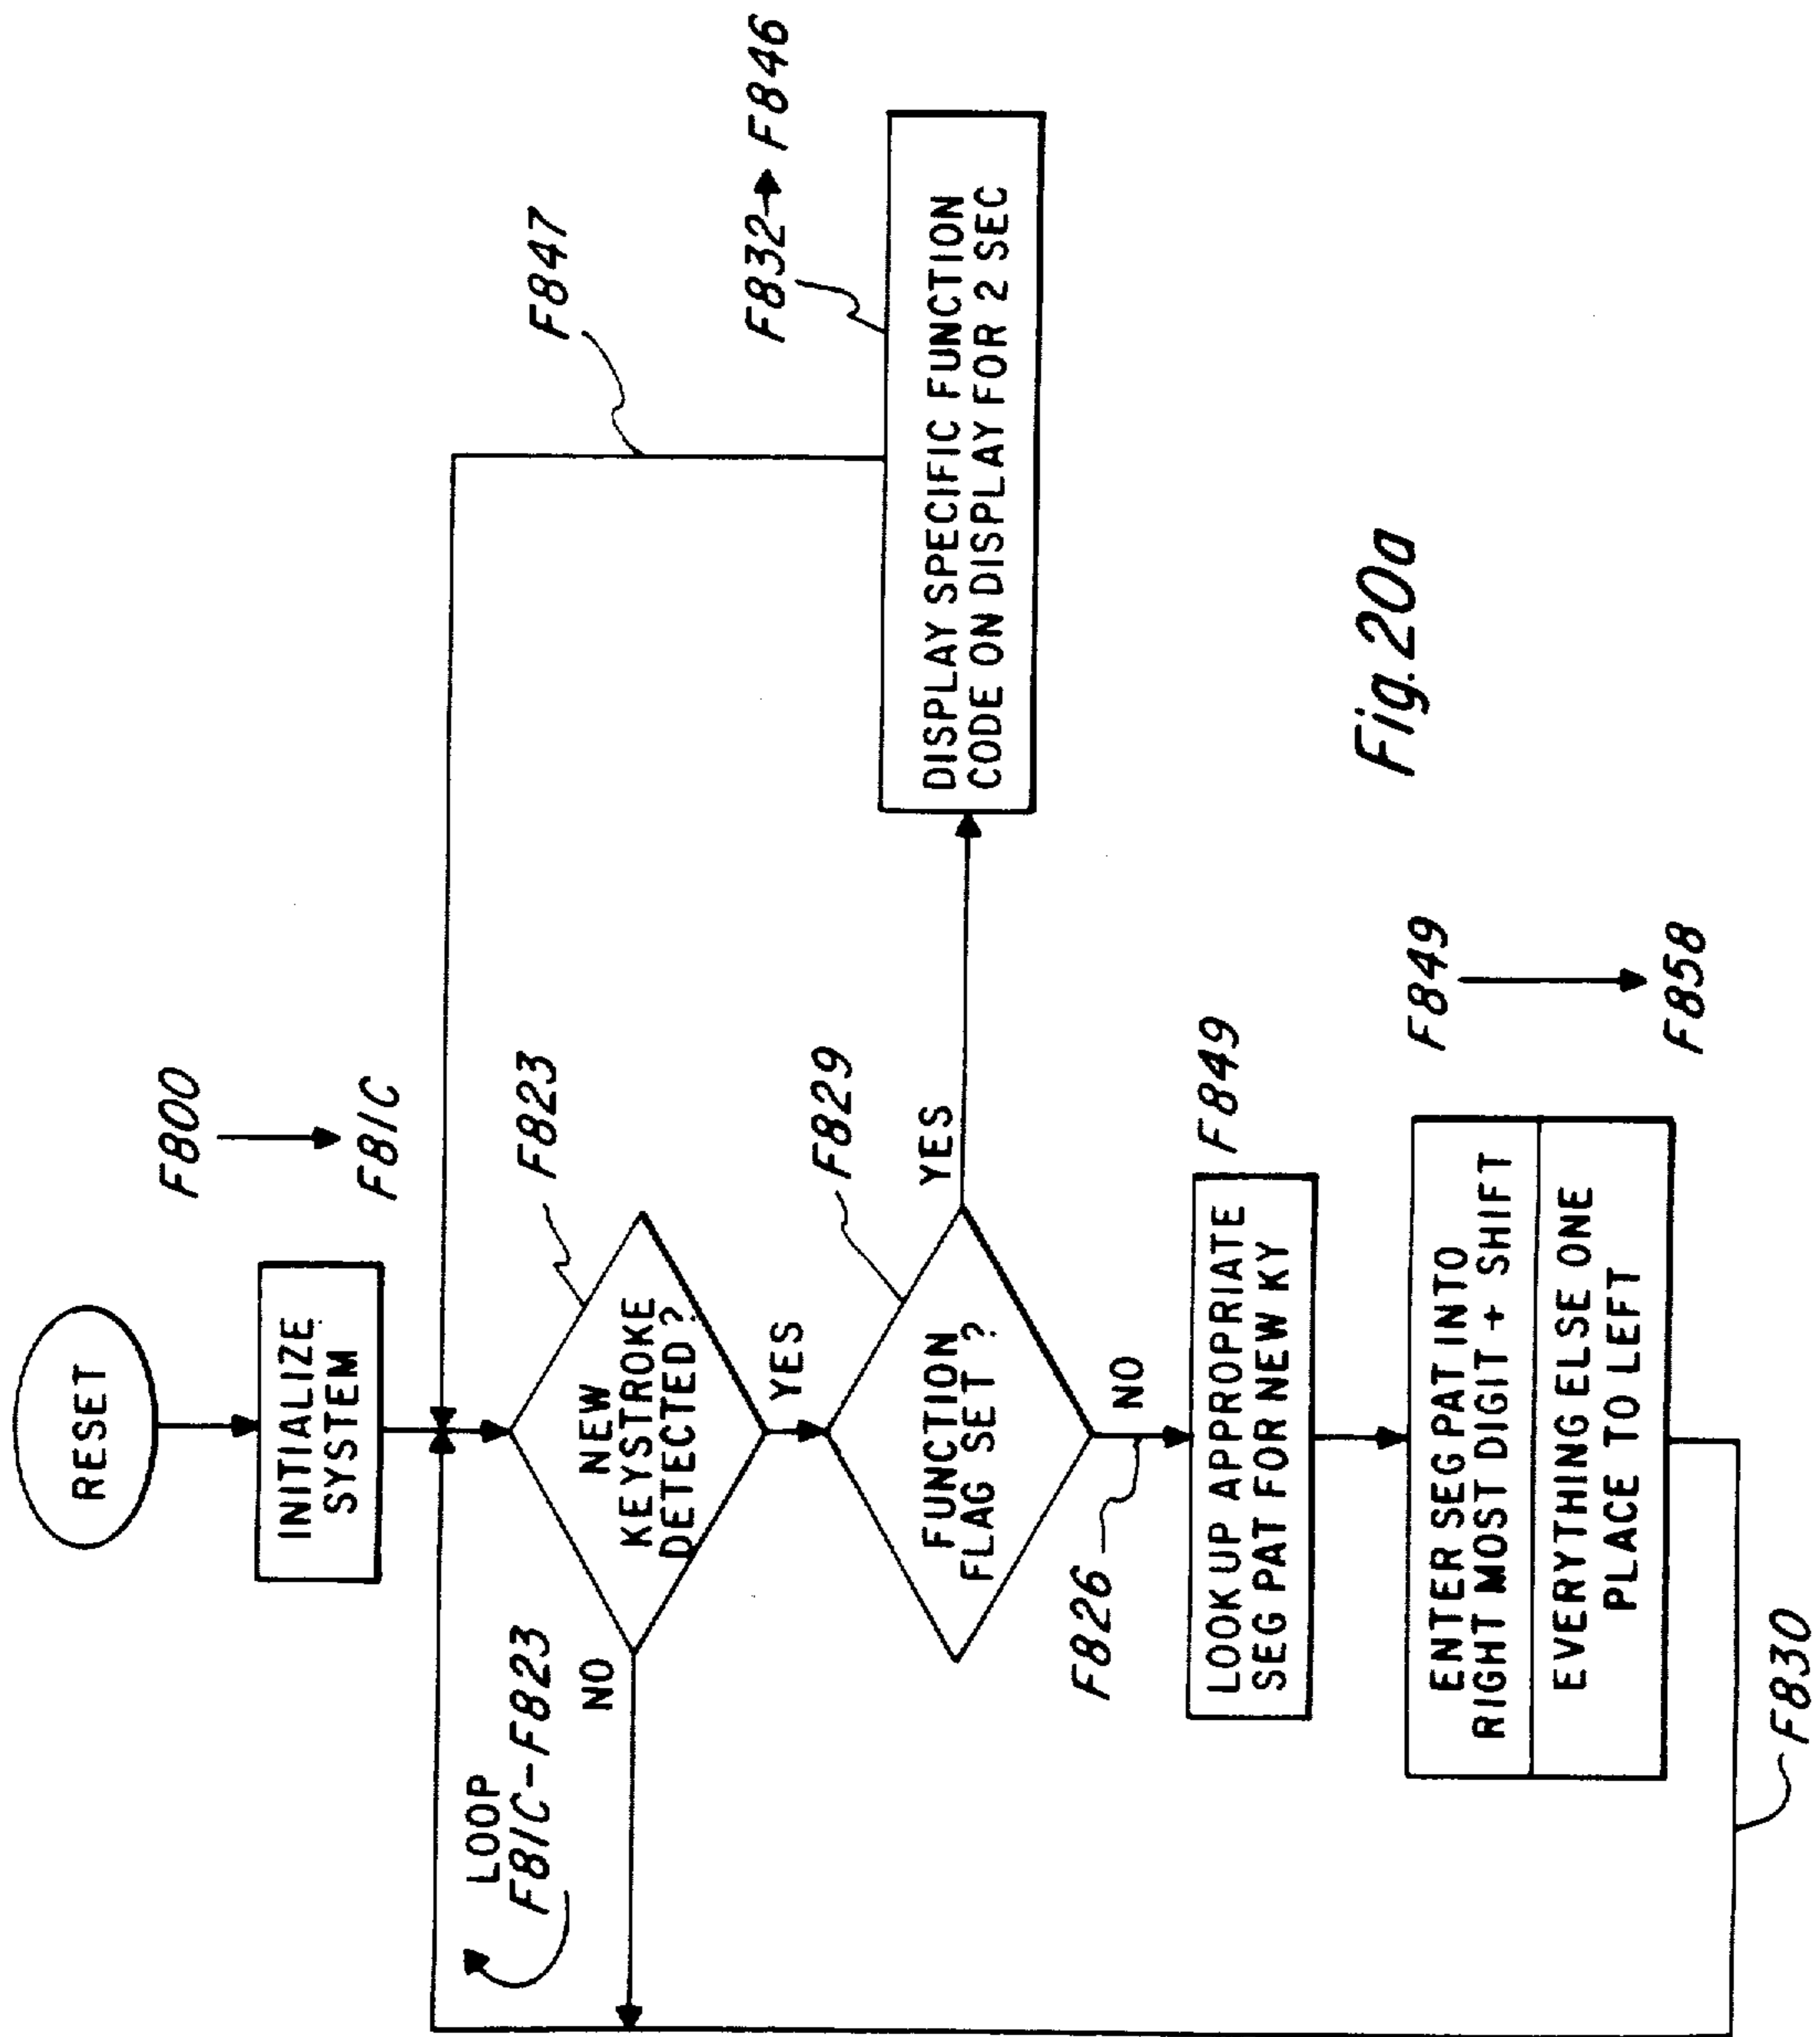 RESET
F800
F81C
INITIALIZE
SYSTEM
LOOP
F81C-F823
F823
F847
NEW
KEYSTROKE
DETECTED?
NO
YES
F832→F846
F829
FUNCTION
FLAG SET ?
YES
DISPLAY SPECIFIC FUNCTION
CODE ON DISPLAY FOR 2 SEC
F826
NO
LOOKUP APPROPRIATE
SEG PAT FOR NEW KY
F849
ENTER SEG PAT INTO
RIGHT MOST DIGIT + SHIFT
EVERYTHING ELSE ONE
PLACE TO LEFT
F849
F858
F830
Fig. 20a